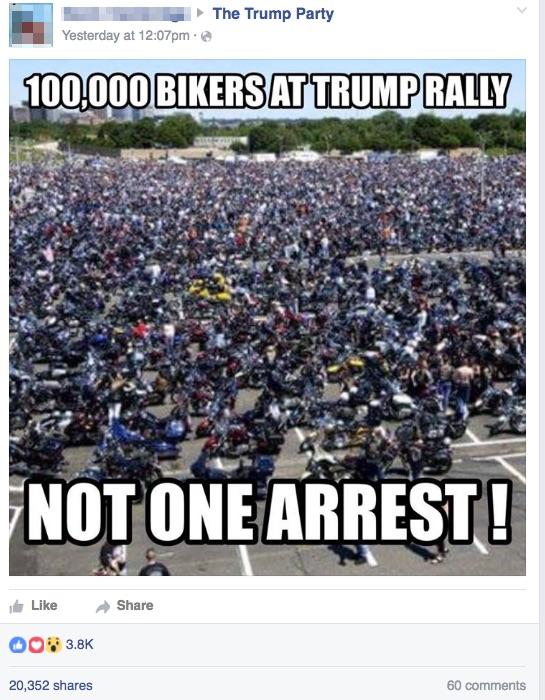 The Trump Party
Yesterday at 12:07pm ·
100,000 BIKERS AT TRUMP RALLY
NOT ONE ARREST !
Like Share
3.8K
20,352 shares 60 comments